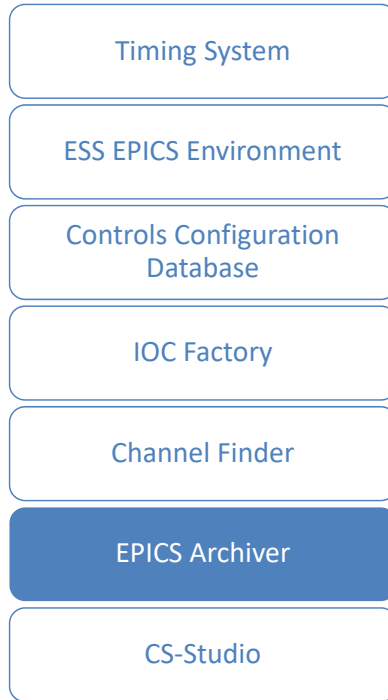 Timing System
ESS EPICS Environment
Controls Configuration
Database
IOC Factory
Channel Finder
EPICS Archiver
CS-Studio